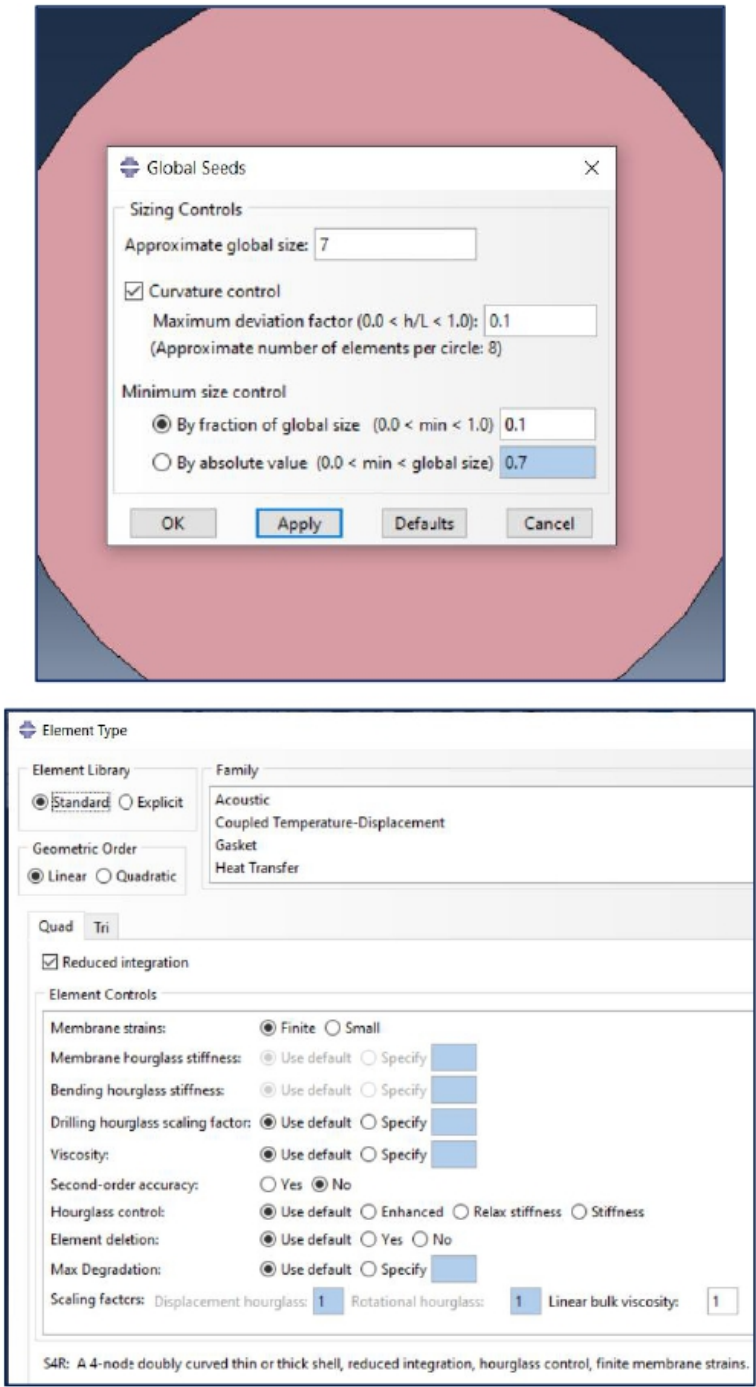 Global Seeds
Sizing Controls
Approximate global size: 7
Curvature control
Maximum deviation factor (0.0 < h/L < 1.0): 0.1
(Approximate number of elements per circle: 8)
Minimum size control
By fraction of global size (0.0 < min < 1.0) 0.1
By absolute value (0.0 < min < global size) 0.7
OK Apply Defaults Cancel
Element Type
Element Library
Standard Explicit
Geometric Order
Linear Quadratic
Family
Acoustic
Coupled Temperature-Displacement
Gasket
Heat Transfer
Quad Tri
Reduced integration
Element Controls
Membrane strains: Finite Small
Membrane hourglass stiffness: Use default Specify
Bending hourglass stiffness: Use default Specify
Drilling hourglass scaling factor: Use default Specify
Viscosity: Use default Specify
Second-order accuracy: Yes No
Hourglass control: Use default Enhanced Relax stiffness Stiffness
Element deletion: Use default Yes No
Max Degradation: Use default Specify
Scaling factors: Displacement hourglass: 1 Rotational hourglass: 1 Linear bulk viscosity: 1
S4R: A 4-node doubly curved thin or thick shell, reduced integration, hourglass control, finite membrane strains.